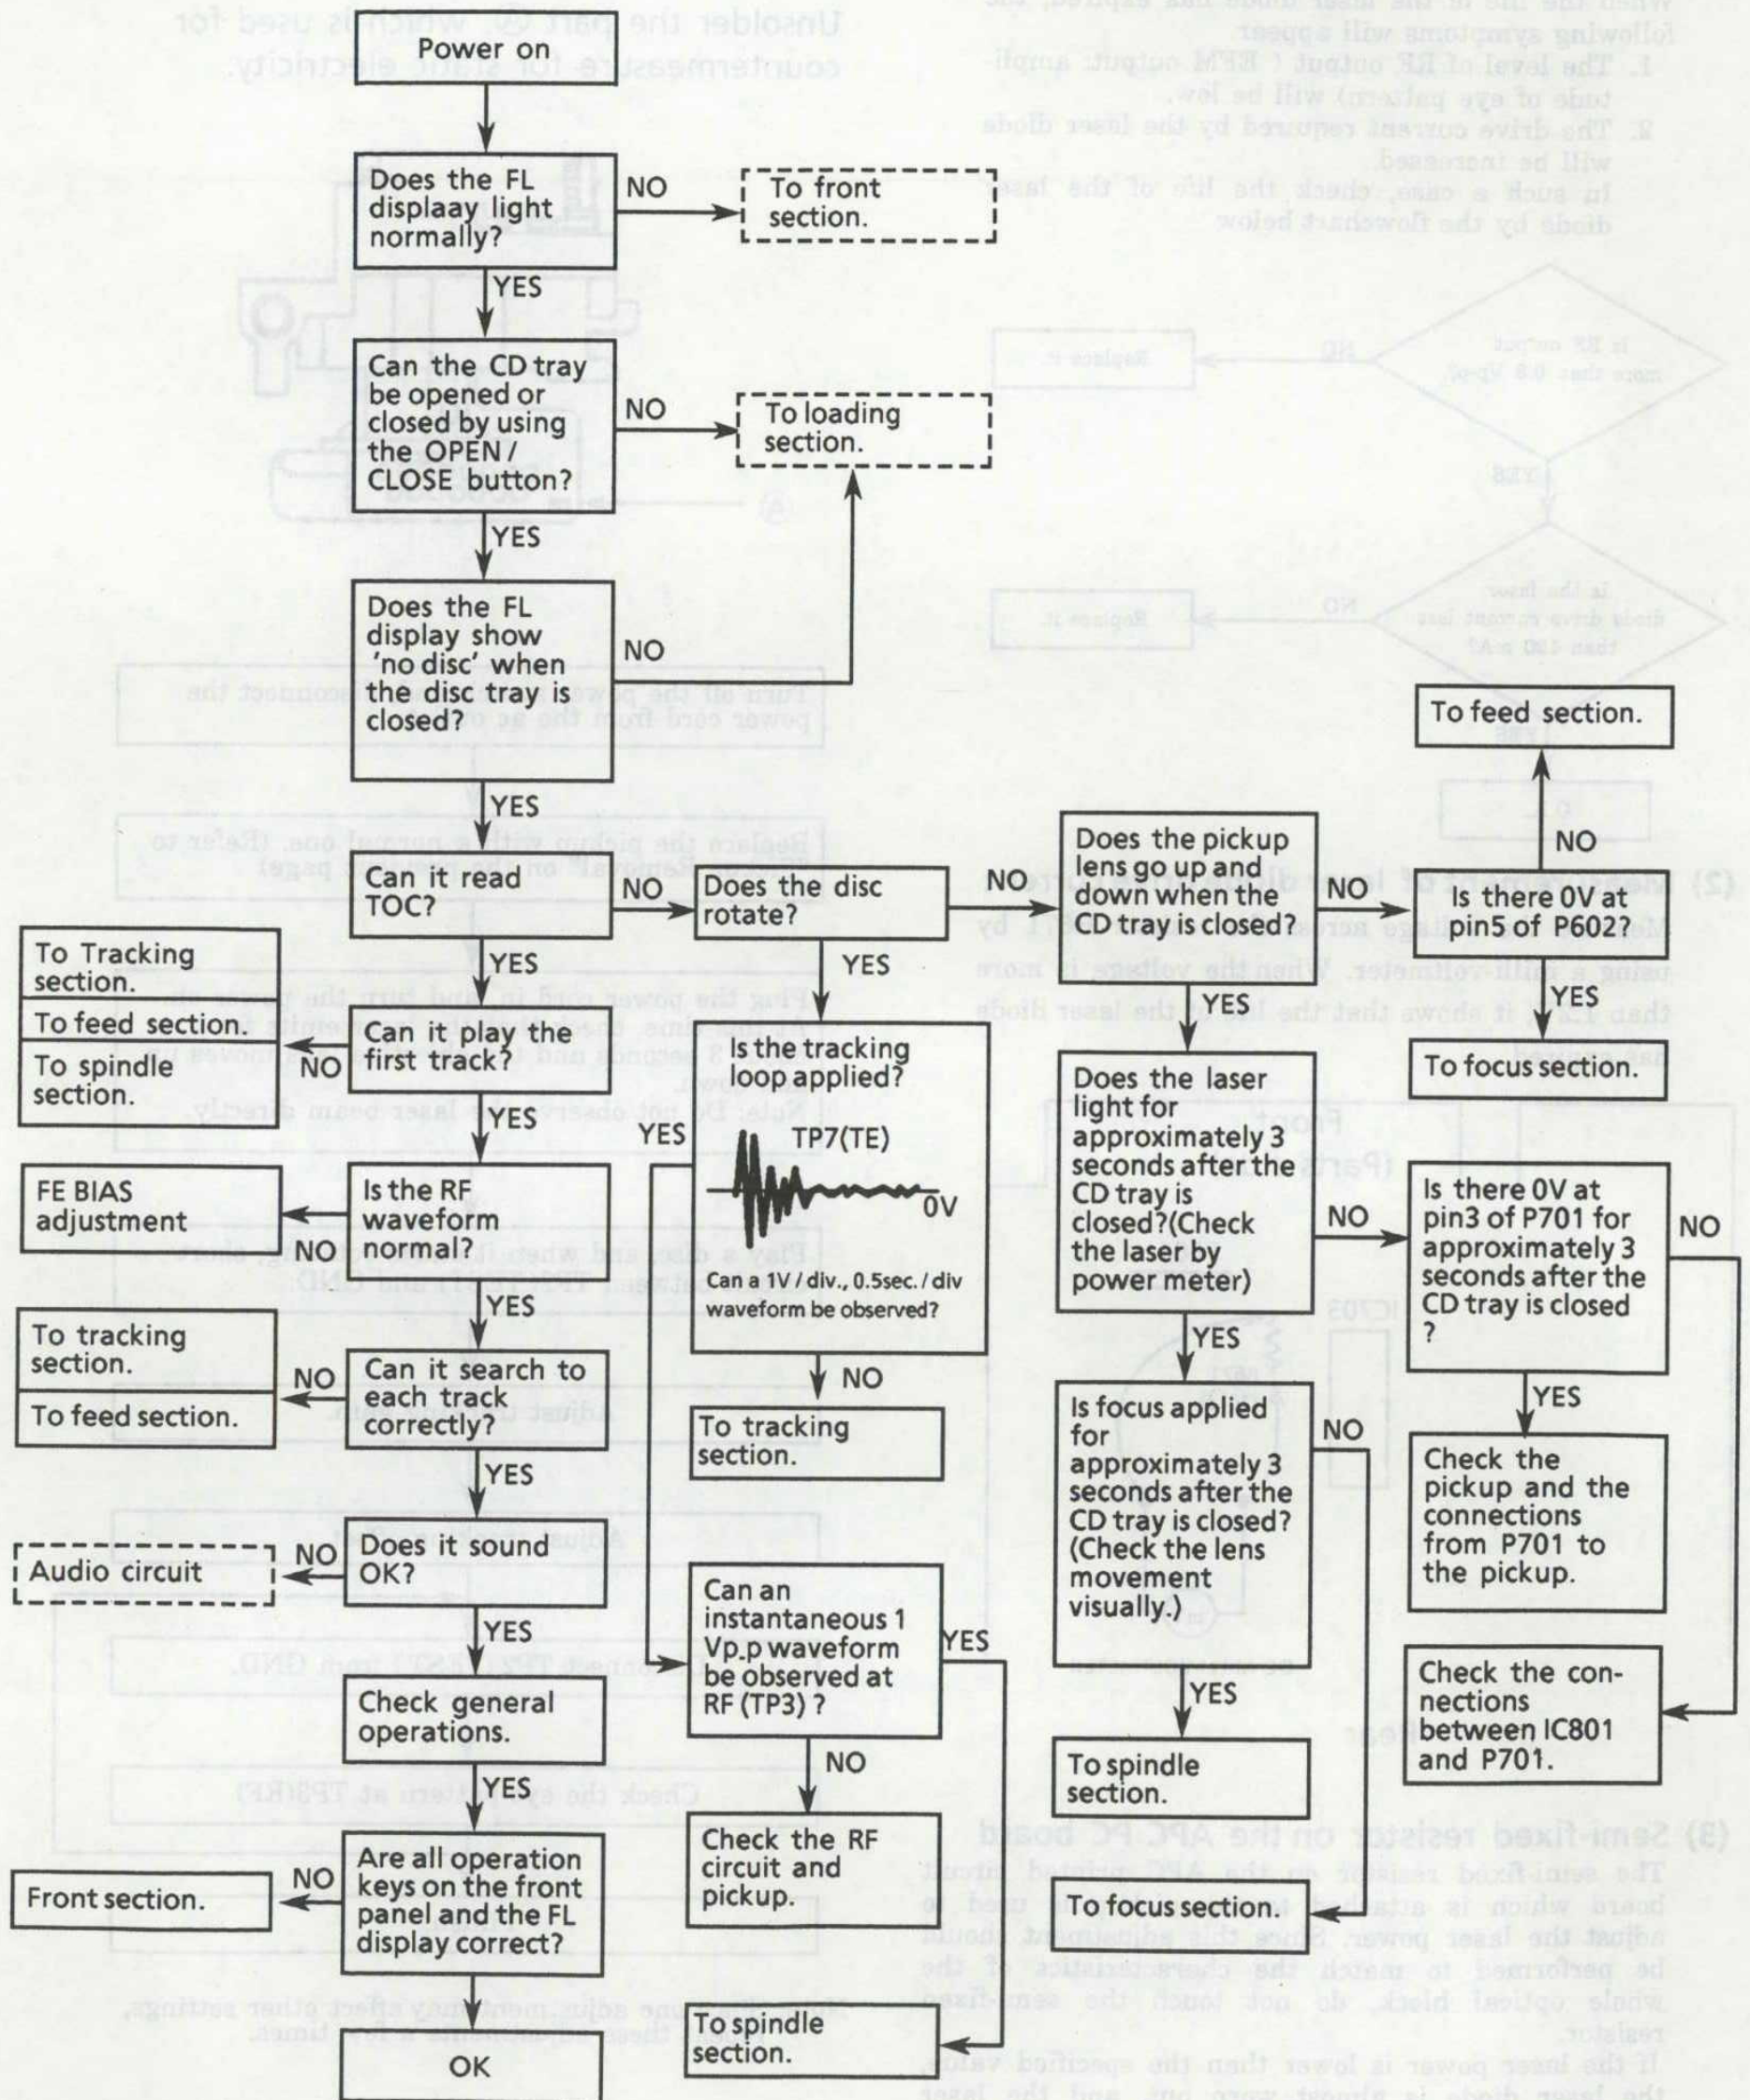 Power on
Does the FL
displaay light
normally?
NO
To front
section.
YES
Can the CD tray
be opened or
closed by using
the OPEN /
CLOSE button?
NO
To loading
section.
YES
Does the FL
display show
'no disc' when
the disc tray is
closed?
NO
YES
Can it read
TOC?
NO
Does the disc
rotate?
NO
Does the pickup
lens go up and
down when the
CD tray is closed?
NO
Is there 0V at
pin5 of P602?
NO
To feed section.
YES
To focus section.
YES
Can it play the
first track?
NO
To Tracking
section.
To feed section.
To spindle
section.
YES
Is the RF
waveform
normal?
NO
FE BIAS
adjustment
YES
Can it search to
each track
correctly?
NO
To tracking
section.
To feed section.
YES
Does it sound
OK?
NO
Audio circuit
YES
Check general
operations.
YES
Are all operation
keys on the front
panel and the FL
display correct?
NO
Front section.
OK
YES
Is the tracking
loop applied?
TP7(TE)
0V
Can a 1V / div., 0.5sec. / div
waveform be observed?
YES
NO
To tracking
section.
Can an
instantaneous 1
Vp-p waveform
be observed at
RF (TP3) ?
YES
NO
Check the RF
circuit and
pickup.
To spindle
section.
YES
Does the laser
light for
approximately 3
seconds after the
CD tray is
closed?(Check
the laser by
power meter)
NO
Is there 0V at
pin3 of P701 for
approximately 3
seconds after the
CD tray is closed
?
NO
YES
Check the
pickup and the
connections
from P701 to
the pickup.
Check the con-
nections
between IC801
and P701.
YES
Is focus applied
for
approximately 3
seconds after the
CD tray is closed?
(Check the lens
movement
visually.)
NO
YES
To spindle
section.
To focus section.